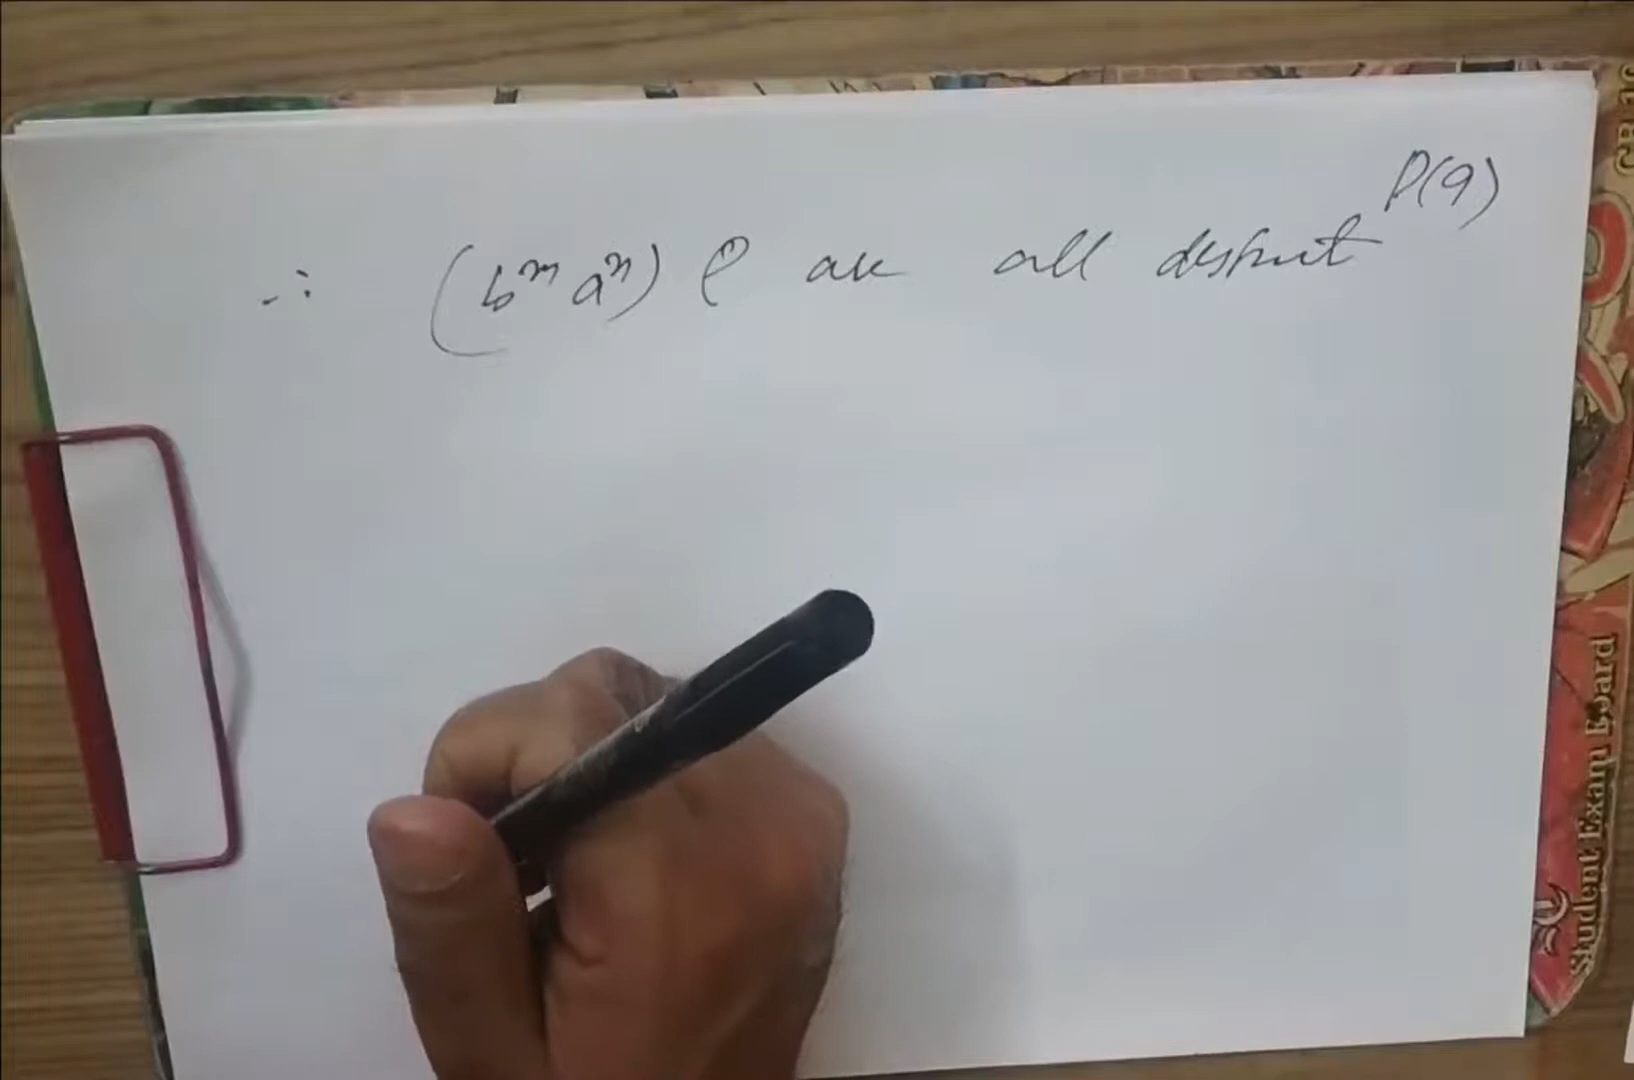 P(9)
∴ (b^m a^n) ρ are all distinct
Student Exam Board